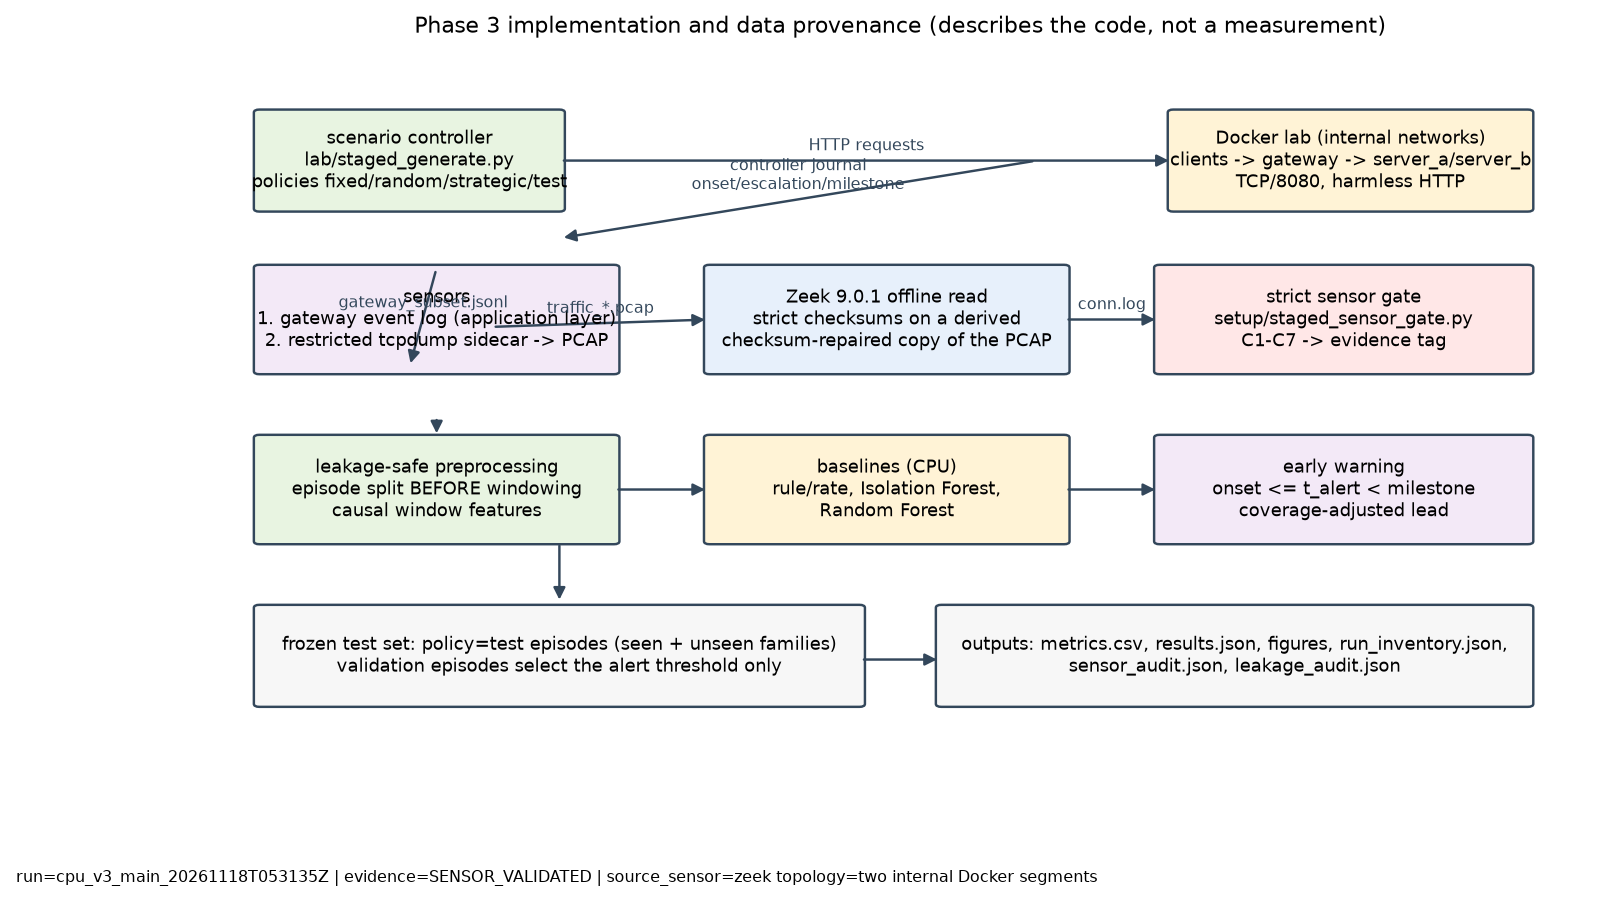 Phase 3 implementation and data provenance (describes the code, not a measurement)
scenario controller
lab/staged_generate.py
policies fixed/random/strategic/test
HTTP requests
controller journal
onset/escalation/milestone
Docker lab (internal networks)
clients -> gateway -> server_a/server_b
TCP/8080, harmless HTTP
sensors
gateway_subset.jsonl
1. gateway event log (application layer)
2. restricted tcpdump sidecar -> PCAP
traffic_*.pcap
Zeek 9.0.1 offline read
strict checksums on a derived
checksum-repaired copy of the PCAP
conn.log
strict sensor gate
setup/staged_sensor_gate.py
C1-C7 -> evidence tag
leakage-safe preprocessing
episode split BEFORE windowing
causal window features
baselines (CPU)
rule/rate, Isolation Forest,
Random Forest
early warning
onset <= t_alert < milestone
coverage-adjusted lead
frozen test set: policy=test episodes (seen + unseen families)
validation episodes select the alert threshold only
outputs: metrics.csv, results.json, figures, run_inventory.json,
sensor_audit.json, leakage_audit.json
run=cpu_v3_main_20261118T053135Z | evidence=SENSOR_VALIDATED | source_sensor=zeek topology=two internal Docker segments